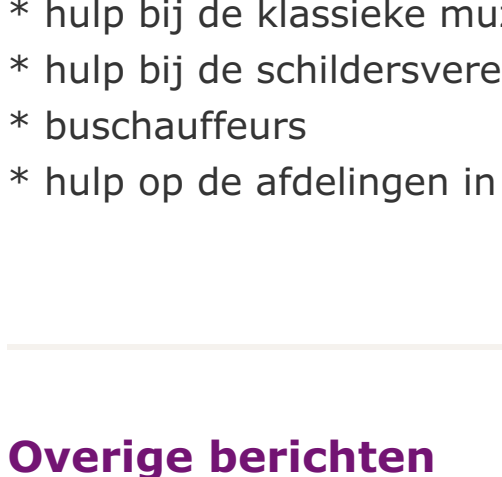 * hulp bij de klassieke
* hulp bij de
* buschauffeurs
* hulp op de afdelingen in
Overige berichten